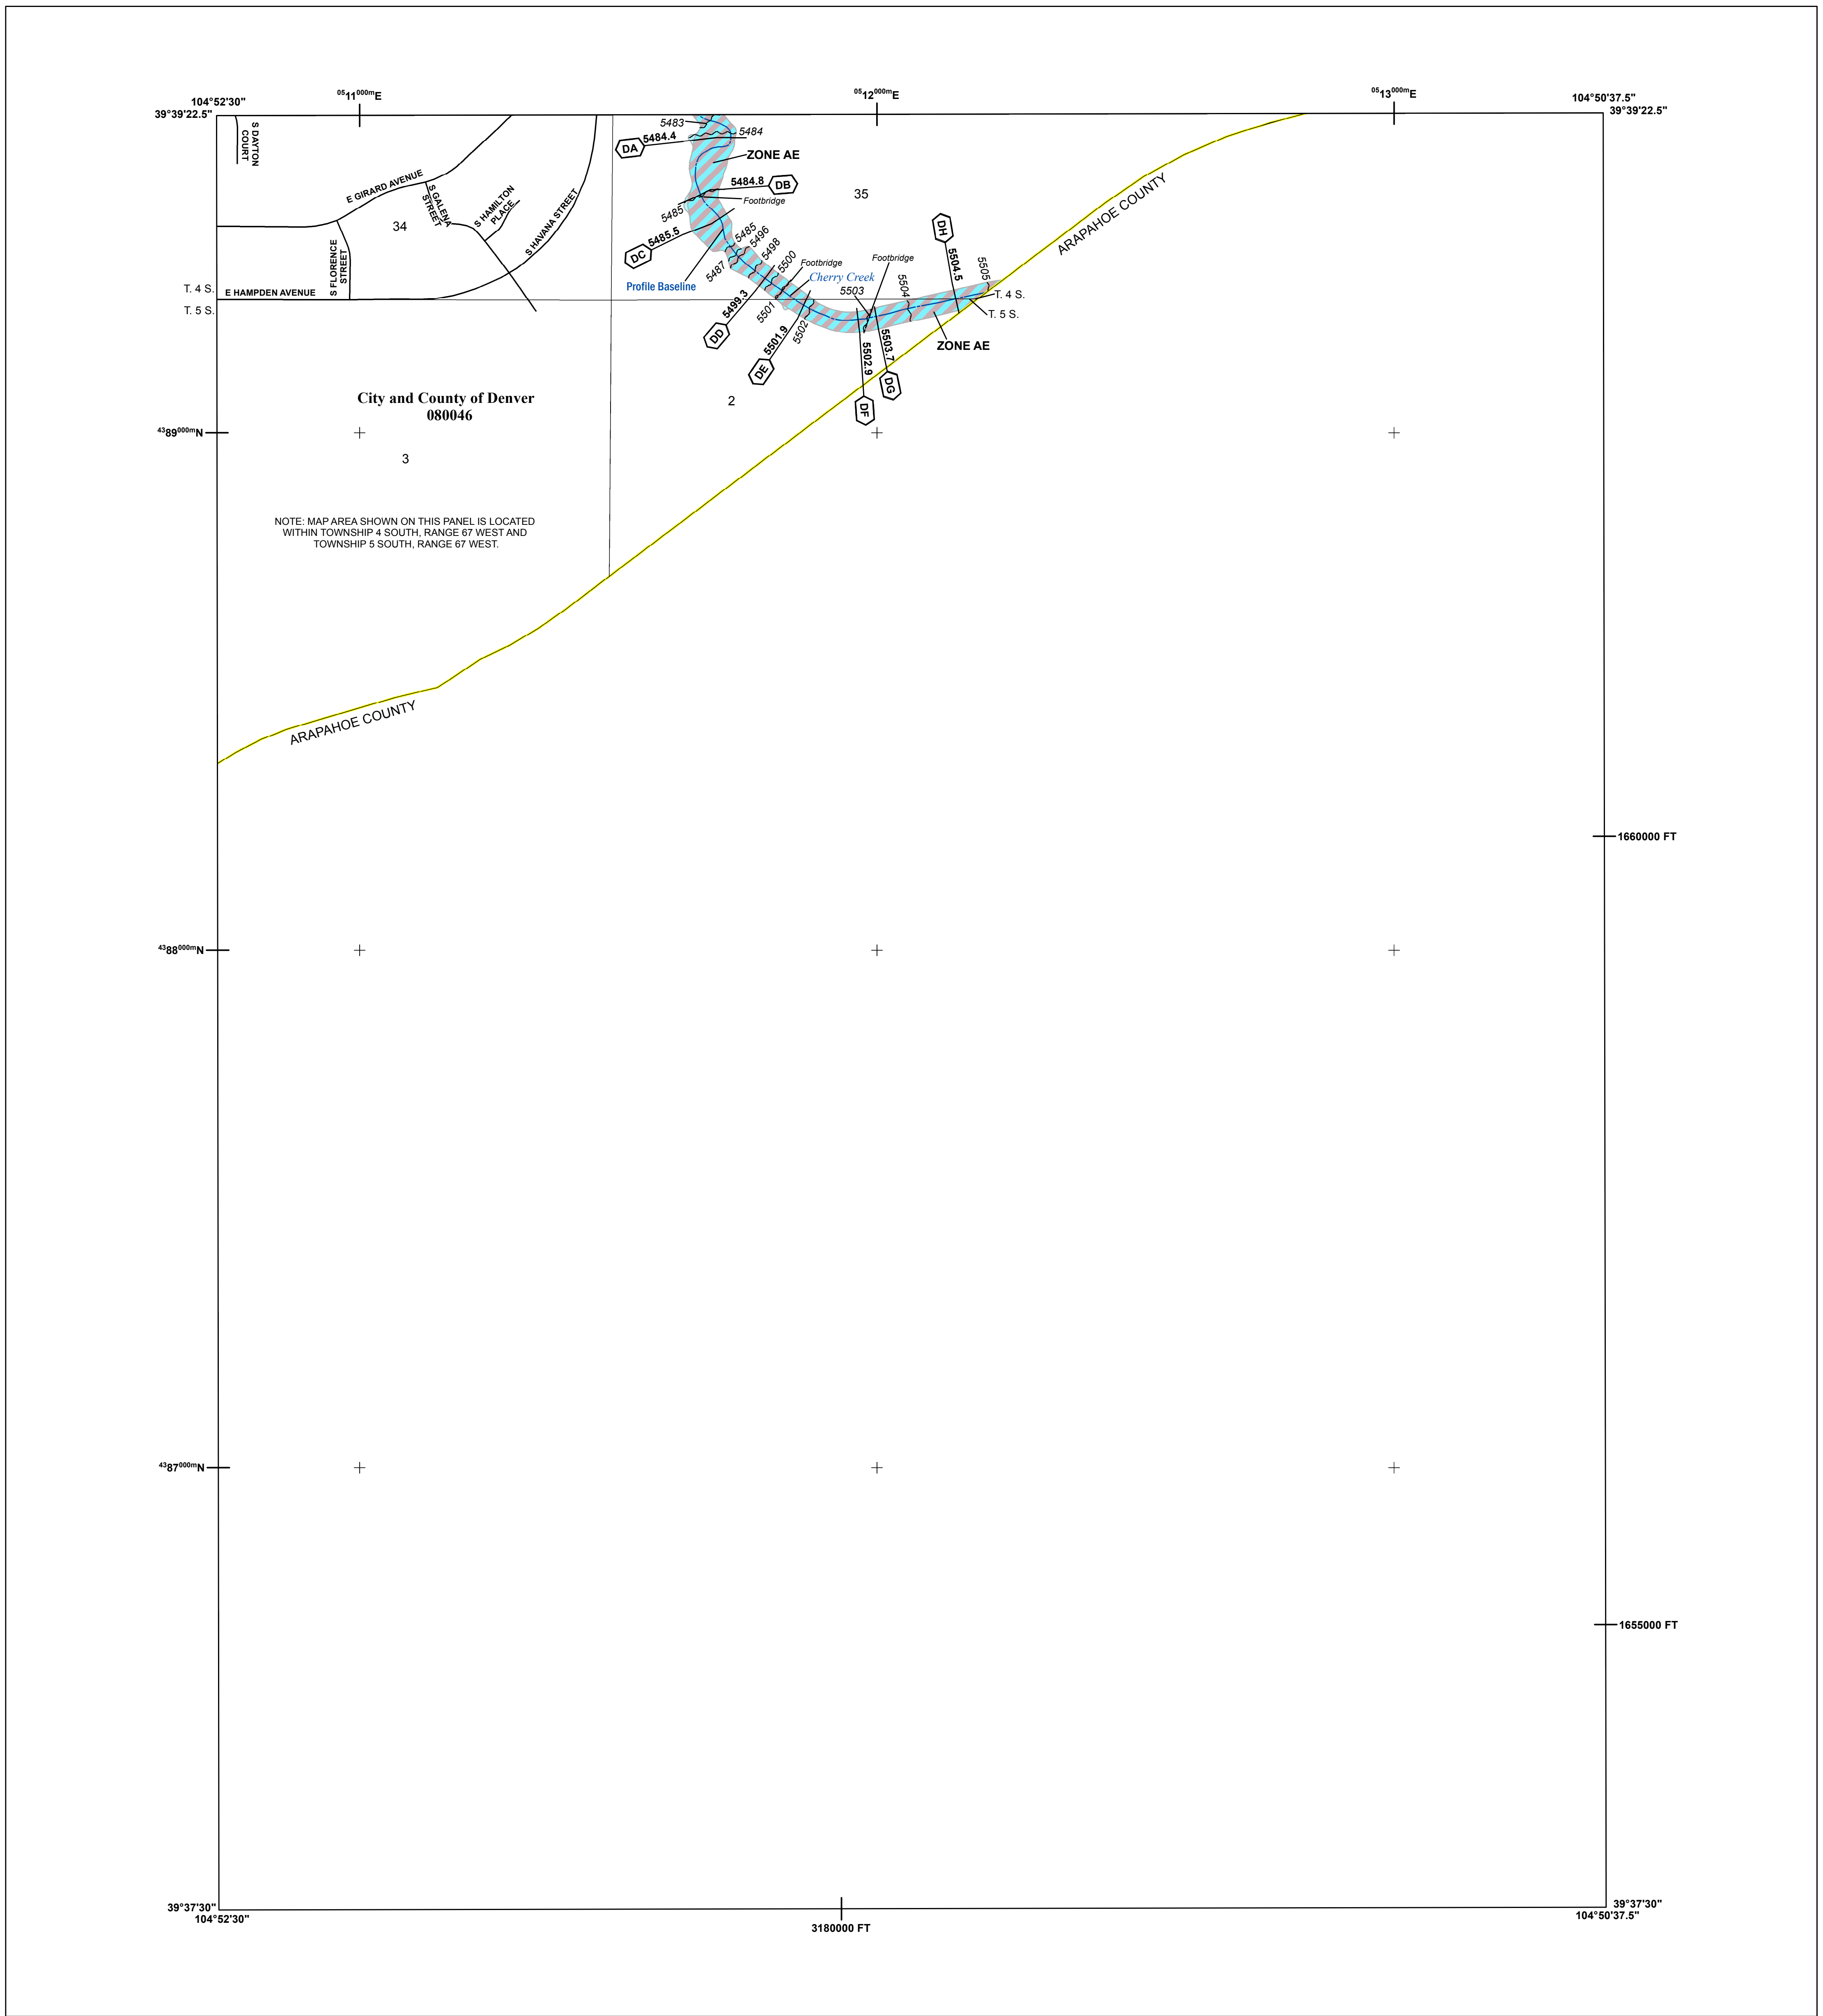 104°52'30"
39°39'22.5"
0511000mE
0512000mE
0513000mE
104°50'37.5"
39°39'22.5"
S DAYTON
COURT
5483
5484
5484.4
DA
ZONE AE
E GIRARD AVENUE
S GALENA
STREET
S HAMILTON
PLACE
S HAVANA STREET
34
35
5484.8
DB
Footbridge
5485
5485.5
DC
5485
5496
5498
5500
5487
Footbridge
Cherry Creek
Footbridge
Profile Baseline
DH
5504.5
5505
ARAPAHOE COUNTY
S FLORENCE
STREET
T. 4 S.
E HAMPDEN AVENUE
T. 5 S.
5499.3
DD
5501
5501.9
DE
5502
5503
5504
T. 4 S.
T. 5 S.
ZONE AE
5502.9
DF
5503.7
DG
City and County of Denver
080046
2
4389000mN
3
NOTE: MAP AREA SHOWN ON THIS PANEL IS LOCATED
WITHIN TOWNSHIP 4 SOUTH, RANGE 67 WEST AND
TOWNSHIP 5 SOUTH, RANGE 67 WEST.
ARAPAHOE COUNTY
1660000 FT
4388000mN
4387000mN
1655000 FT
39°37'30"
104°52'30"
3180000 FT
39°37'30"
104°50'37.5"